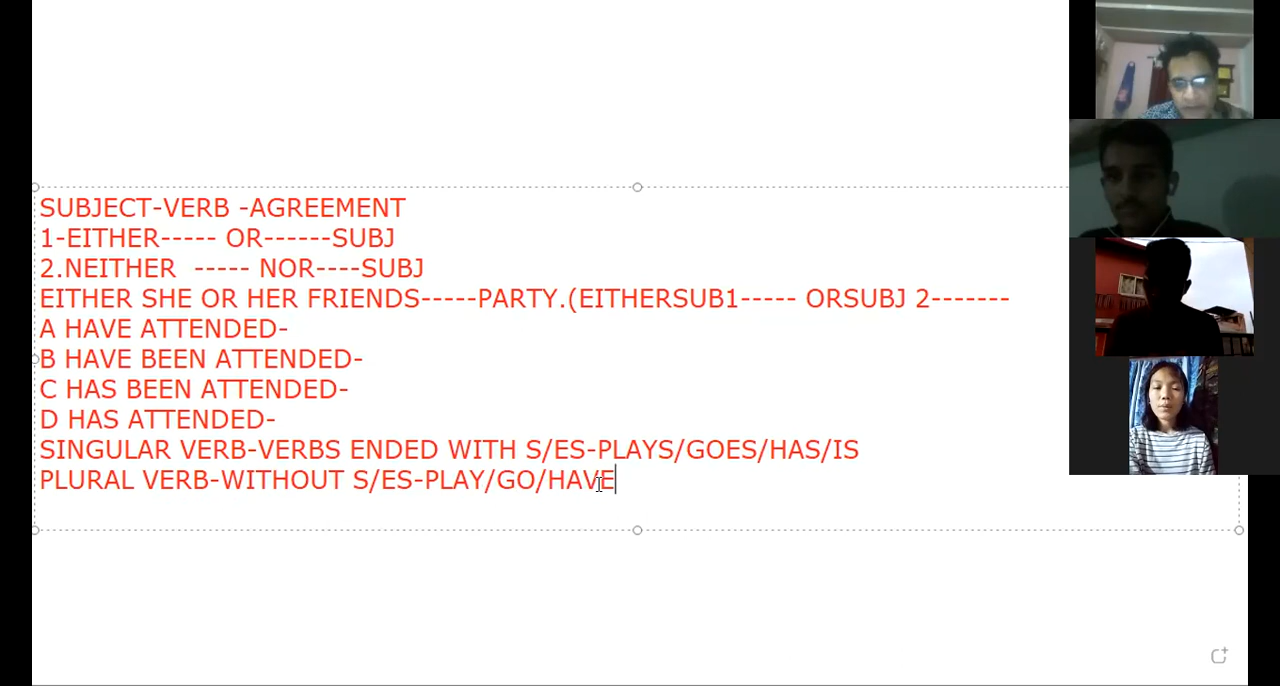 SUBJECT-VERB -AGREEMENT
1-EITHER----- OR------SUBJ
2.NEITHER ----- NOR----SUBJ
EITHER SHE OR HER FRIENDS-----PARTY.(EITHERSUB1----- ORSUBJ 2-------
A HAVE ATTENDED-
B HAVE BEEN ATTENDED-
C HAS BEEN ATTENDED-
D HAS ATTENDED-
SINGULAR VERB-VERBS ENDED WITH S/ES-PLAYS/GOES/HAS/IS
PLURAL VERB-WITHOUT S/ES-PLAY/GO/HAVE